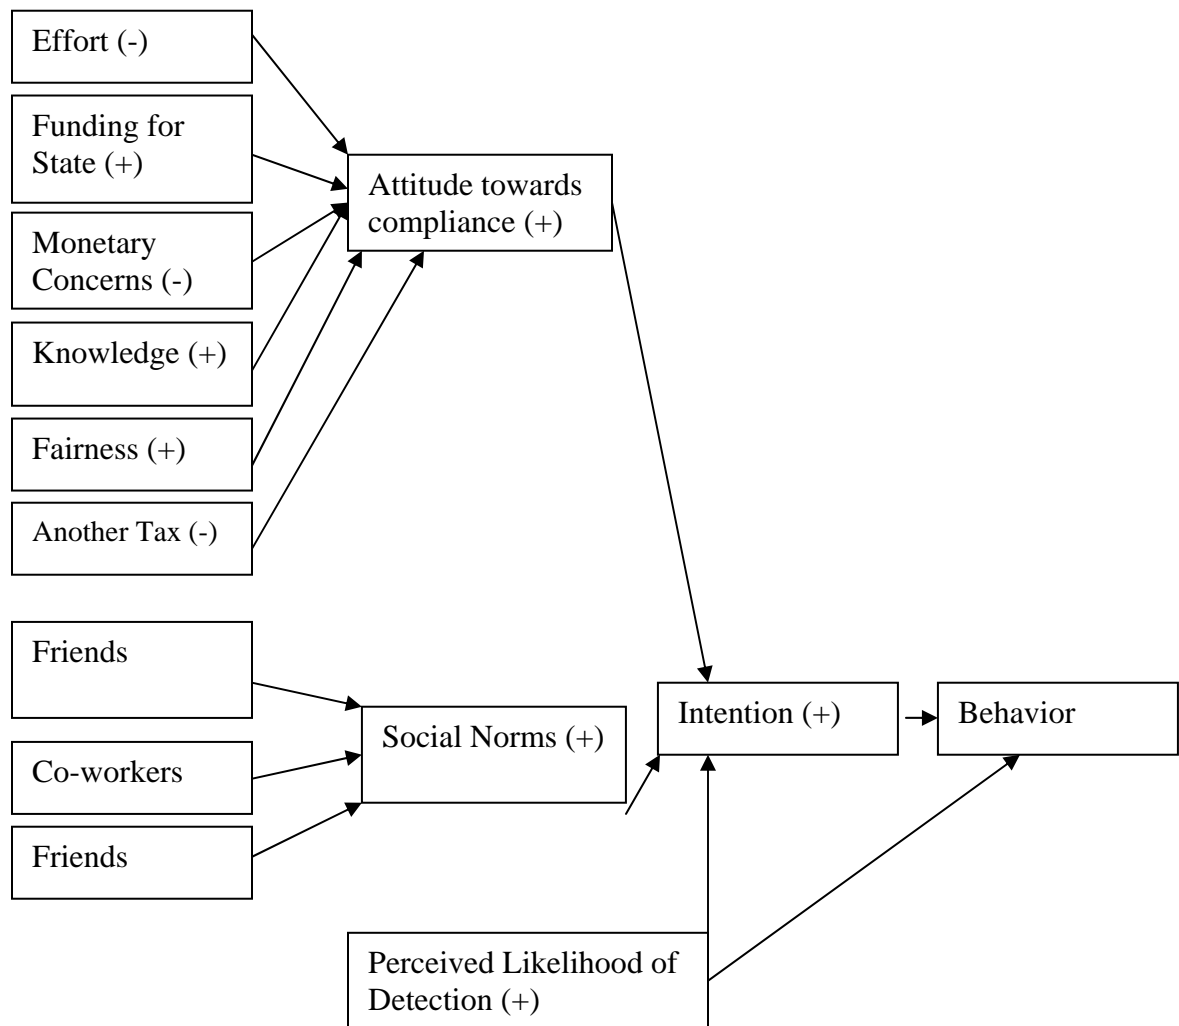 Effort (-)
Funding for
State (+)
Monetary
Concerns (-)
Knowledge (+)
Fairness (+)
Another Tax (-)
Attitude towards
compliance (+)
Friends
Co-workers
Friends
Social Norms (+)
Intention (+)
Behavior
Perceived Likelihood of
Detection (+)